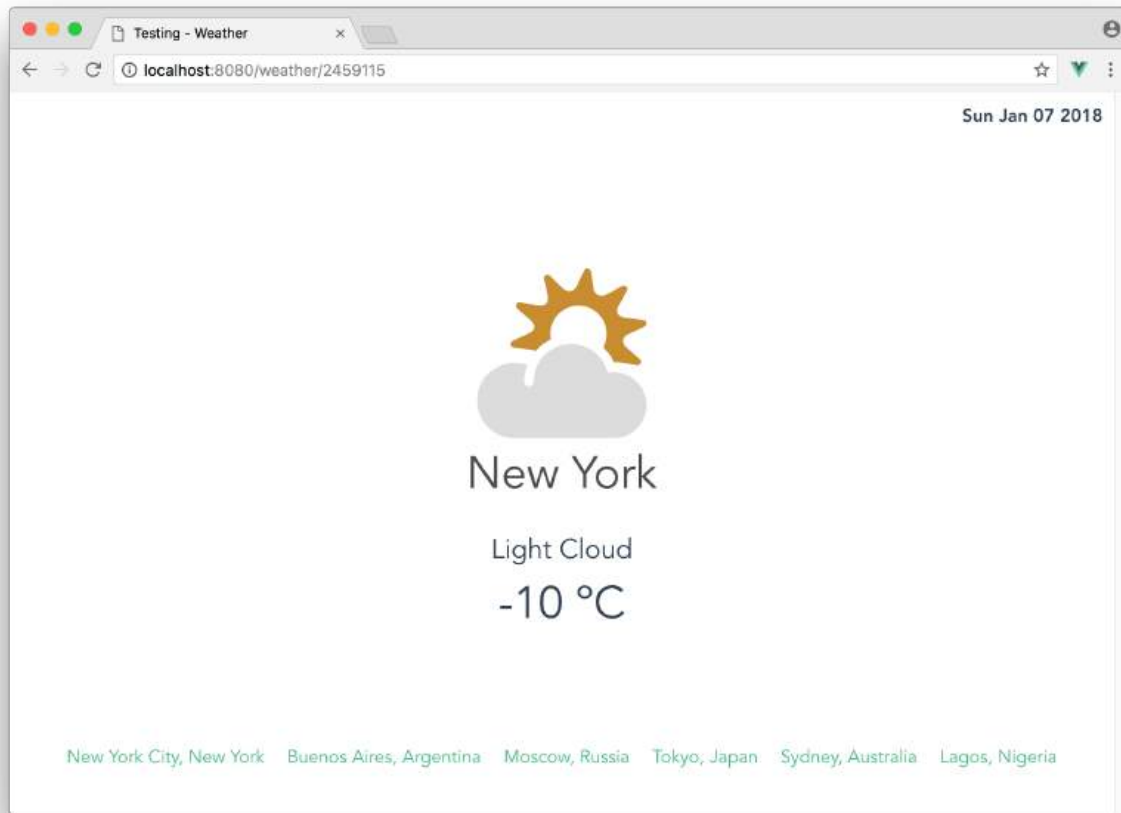 Testing - Weather
localhost:8080/weather/2459115
Sun Jan 07 2018
New York
Light Cloud
-10 °C
New York City, New York Buenos Aires, Argentina Moscow, Russia Tokyo, Japan Sydney, Australia Lagos, Nigeria